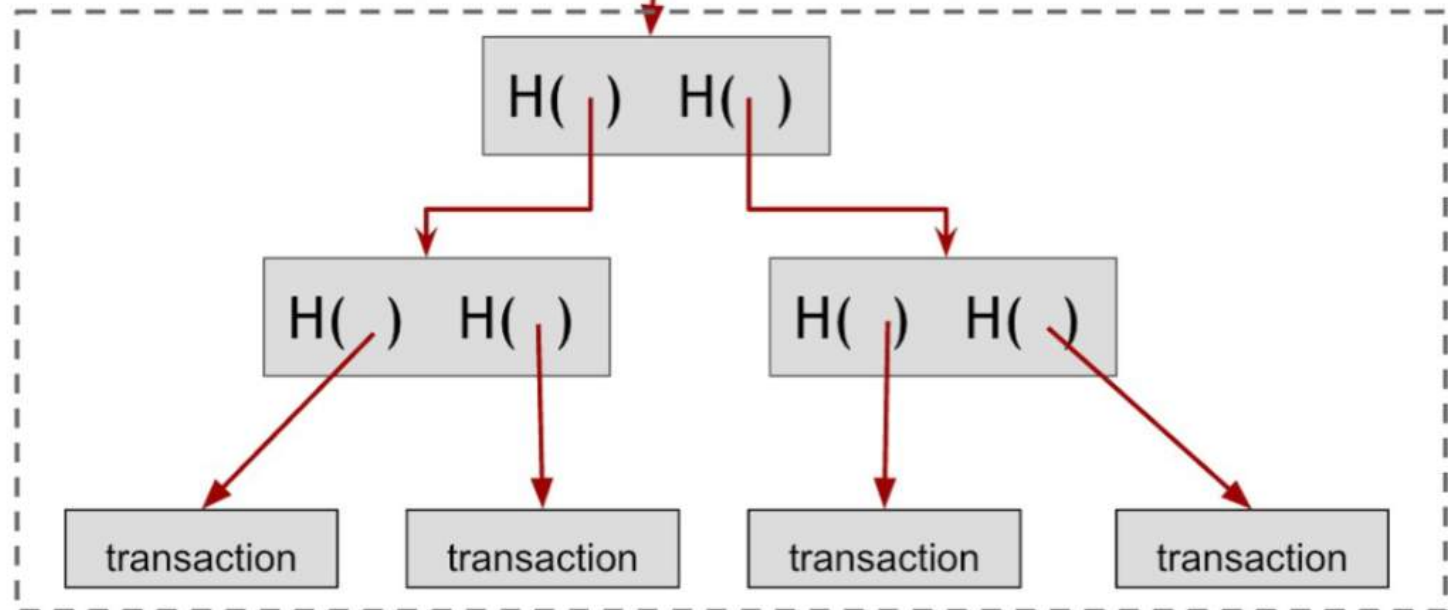 H( ) H( )
H( ) H( ) H( ) H( )
transaction transaction transaction transaction